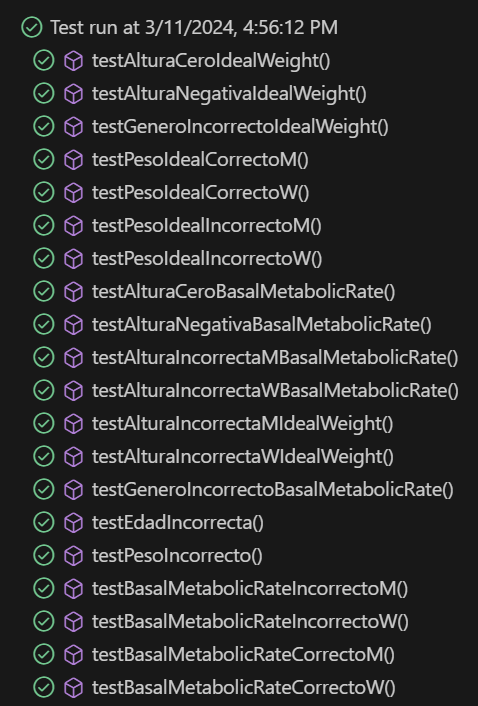 Test run at 3/11/2024, 4:56:12 PM
testAlturaCeroIdealWeight()
testAlturaNegativaIdealWeight()
testGeneroIncorrectoIdealWeight()
testPesoIdealCorrectoM()
testPesoIdealCorrectoW()
testPesoIdealIncorrectoM()
testPesoIdealIncorrectoW()
testAlturaCeroBasalMetabolicRate()
testAlturaNegativaBasalMetabolicRate()
testAlturaIncorrectaMBasalMetabolicRate()
testAlturaIncorrectaWBasalMetabolicRate()
testAlturaIncorrectaMIdealWeight()
testAlturaIncorrectaWIdealWeight()
testGeneroIncorrectoBasalMetabolicRate()
testEdadIncorrecta()
testPesoIncorrecto()
testBasalMetabolicRateIncorrectoM()
testBasalMetabolicRateIncorrectoW()
testBasalMetabolicRateCorrectoM()
testBasalMetabolicRateCorrectoW()